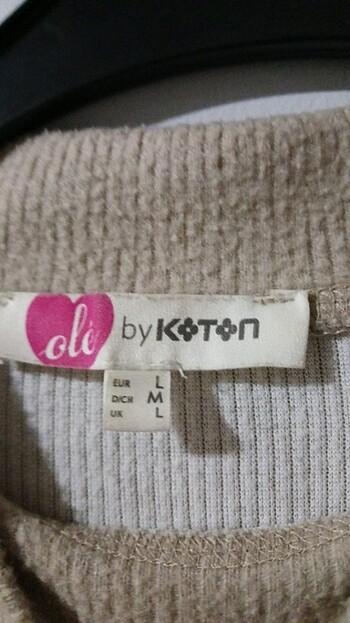 olé by KOTON
EUR L
D/CH M
UK L